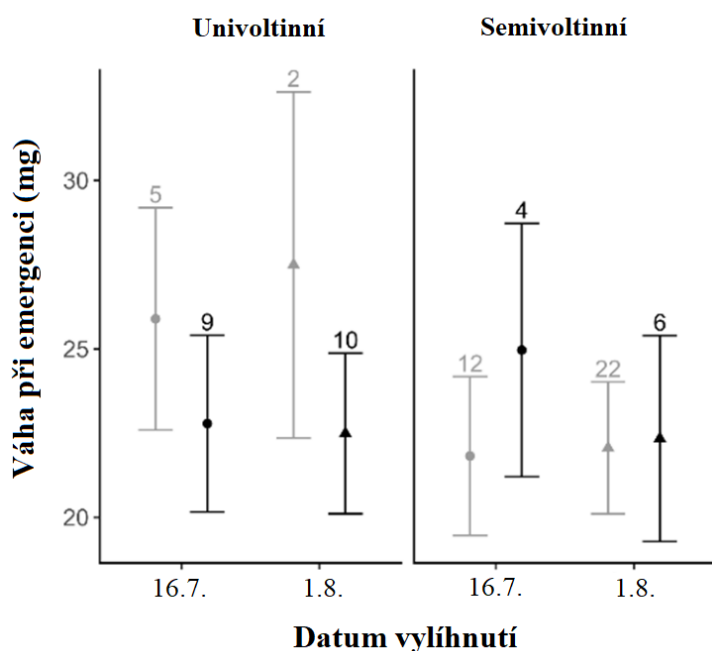 Univoltinní Semivoltinní
Váha při emergenci (mg)
30
25
20
5
9
2
10
12
4
22
6
16.7. 1.8. 16.7. 1.8.
Datum vylíhnutí